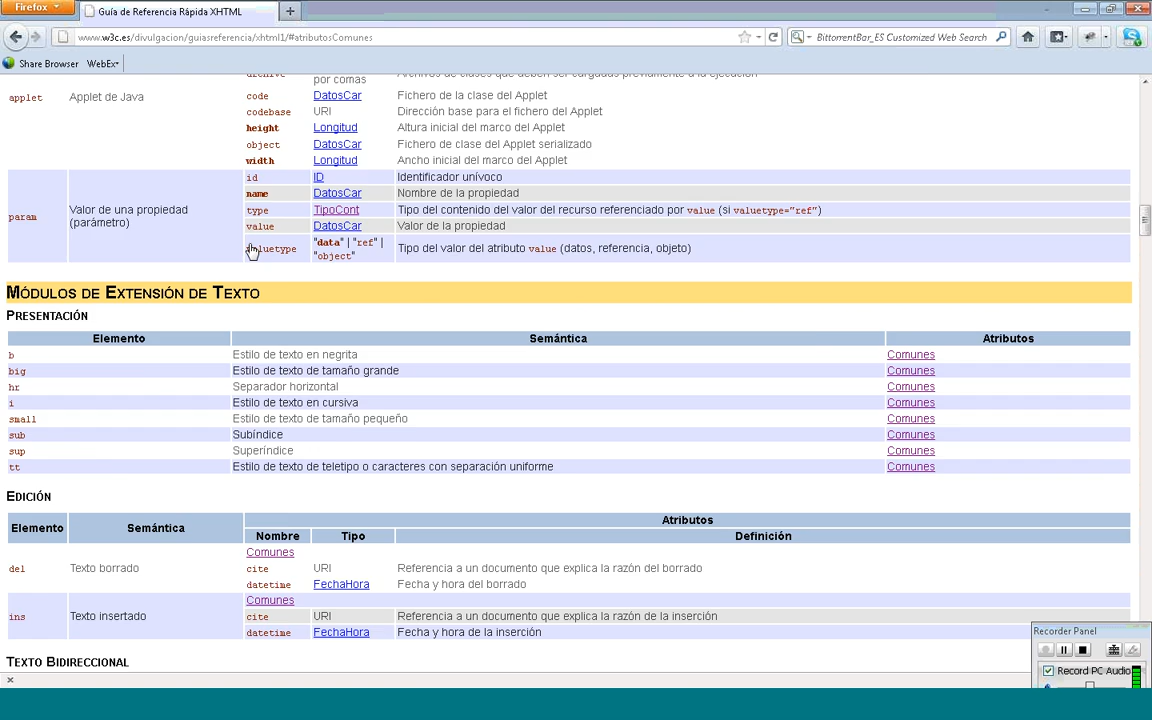 Firefox
Guía de Referencia Rápida XHTML
www.w3c.es/divulgacion/guiasreferencia/xhtml1/#atributosComunes
BittorrentBar_ES Customized Web Search
Share Browser WebEx
archive Archivos de clases que deben ser cargadas previamente a la ejecución
por comas
applet Applet de Java
code DatosCar Fichero de la clase del Applet
codebase URI Dirección base para el fichero del Applet
height Longitud Altura inicial del marco del Applet
object DatosCar Fichero de clase del Applet serializado
width Longitud Ancho inicial del marco del Applet
param Valor de una propiedad (parámetro)
id ID Identificador unívoco
name DatosCar Nombre de la propiedad
type TipoCont Tipo del contenido del valor del recurso referenciado por value (si valuetype="ref")
value DatosCar Valor de la propiedad
valuetype "data" | "ref" | "object" Tipo del valor del atributo value (datos, referencia, objeto)
Módulos de Extensión de Texto
Presentación
Elemento Semántica Atributos
b Estilo de texto en negrita Comunes
big Estilo de texto de tamaño grande Comunes
hr Separador horizontal Comunes
i Estilo de texto en cursiva Comunes
small Estilo de texto de tamaño pequeño Comunes
sub Subíndice Comunes
sup Superíndice Comunes
tt Estilo de texto de teletipo o caracteres con separación uniforme Comunes
Edición
Elemento Semántica Atributos
Nombre Tipo Definición
del Texto borrado
Comunes
cite URI Referencia a un documento que explica la razón del borrado
datetime FechaHora Fecha y hora del borrado
ins Texto insertado
Comunes
cite URI Referencia a un documento que explica la razón de la inserción
datetime FechaHora Fecha y hora de la inserción
Texto Bidireccional
Recorder Panel
Record PC Audio